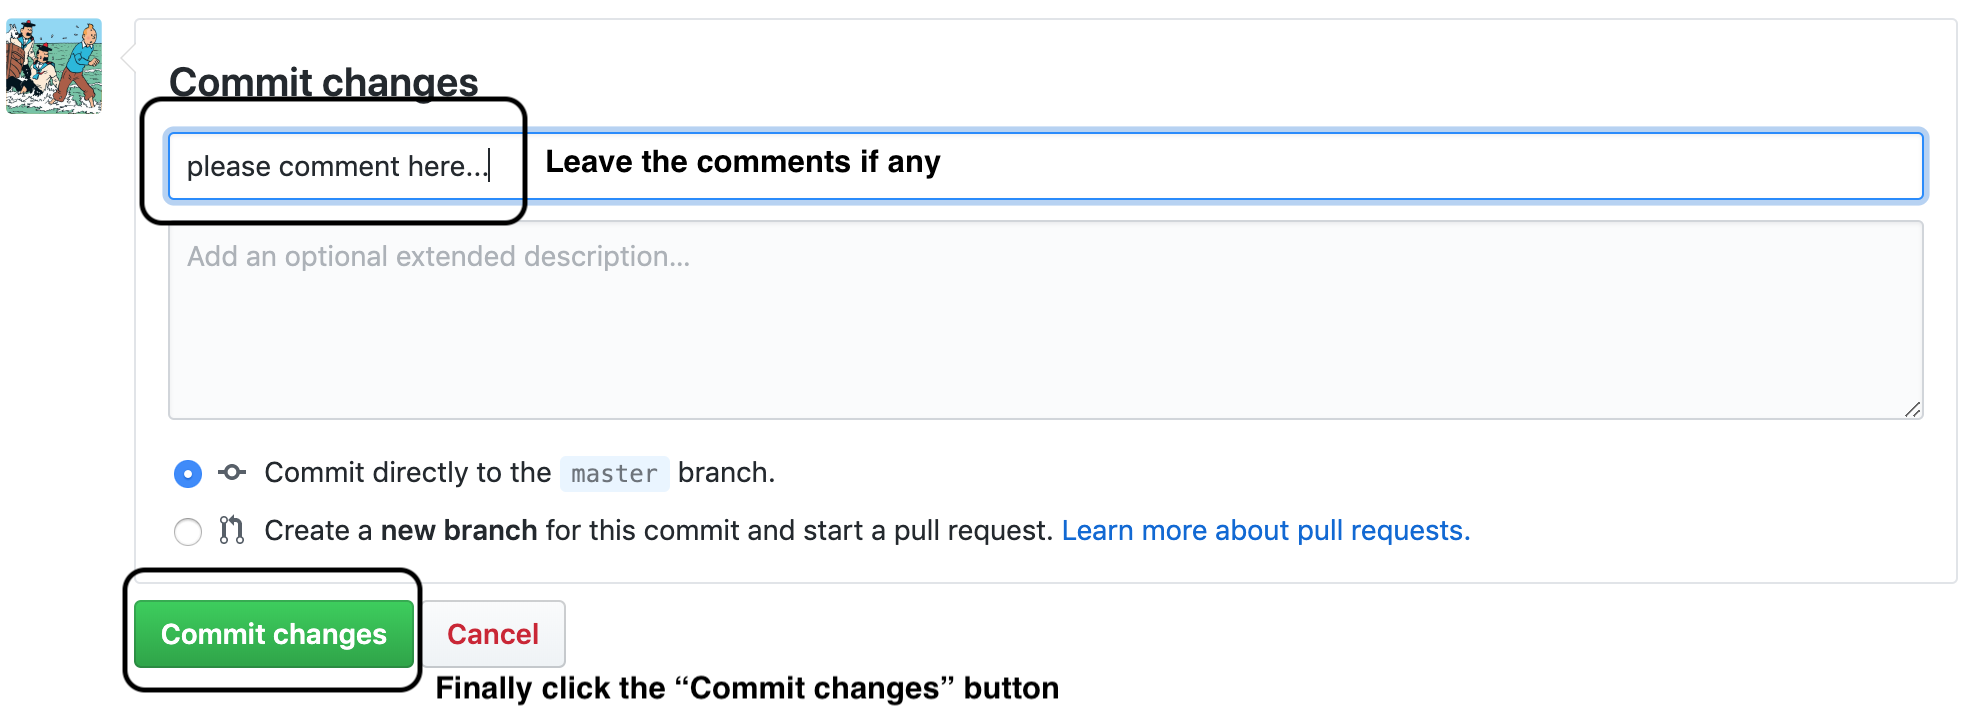 Commit changes
please comment here... Leave the comments if any
Add an optional extended description...
Commit directly to the master branch.
Create a new branch for this commit and start a pull request. Learn more about pull requests.
Commit changes Cancel
Finally click the “Commit changes” button